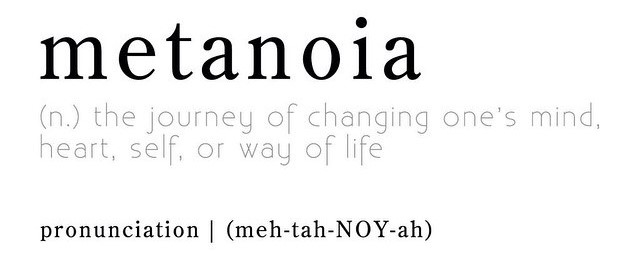 metanoia
(n.) the journey of changing one's mind,
heart, self, or way of life
pronunciation | (meh-tah-NOY-ah)